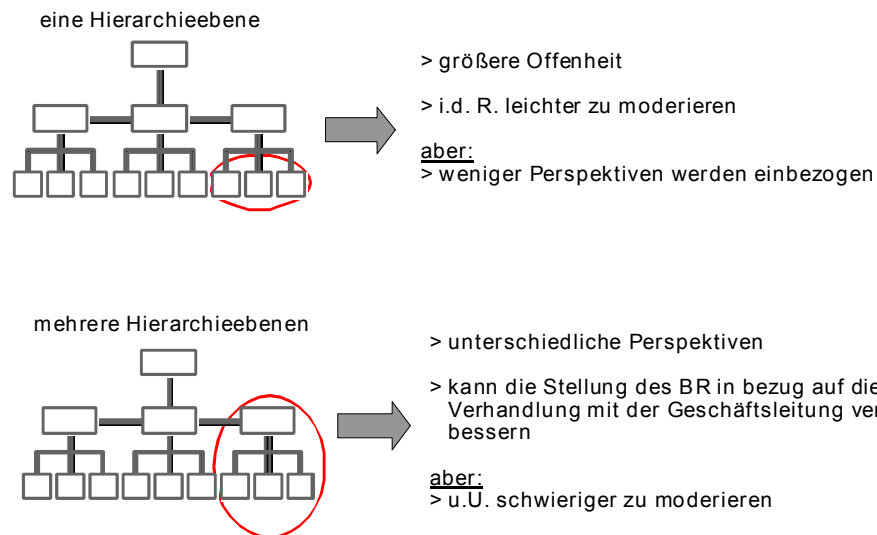 eine Hierarchieebene
> größere Offenheit
> i.d. R. leichter zu moderieren
aber:
> weniger Perspektiven werden einbezogen
mehrere Hierarchieebenen
> unterschiedliche Perspektiven
> kann die Stellung des BR in bezug auf die
Verhandlung mit der Geschäftsleitung ver
bessern
aber:
> u.U. schwieriger zu moderieren